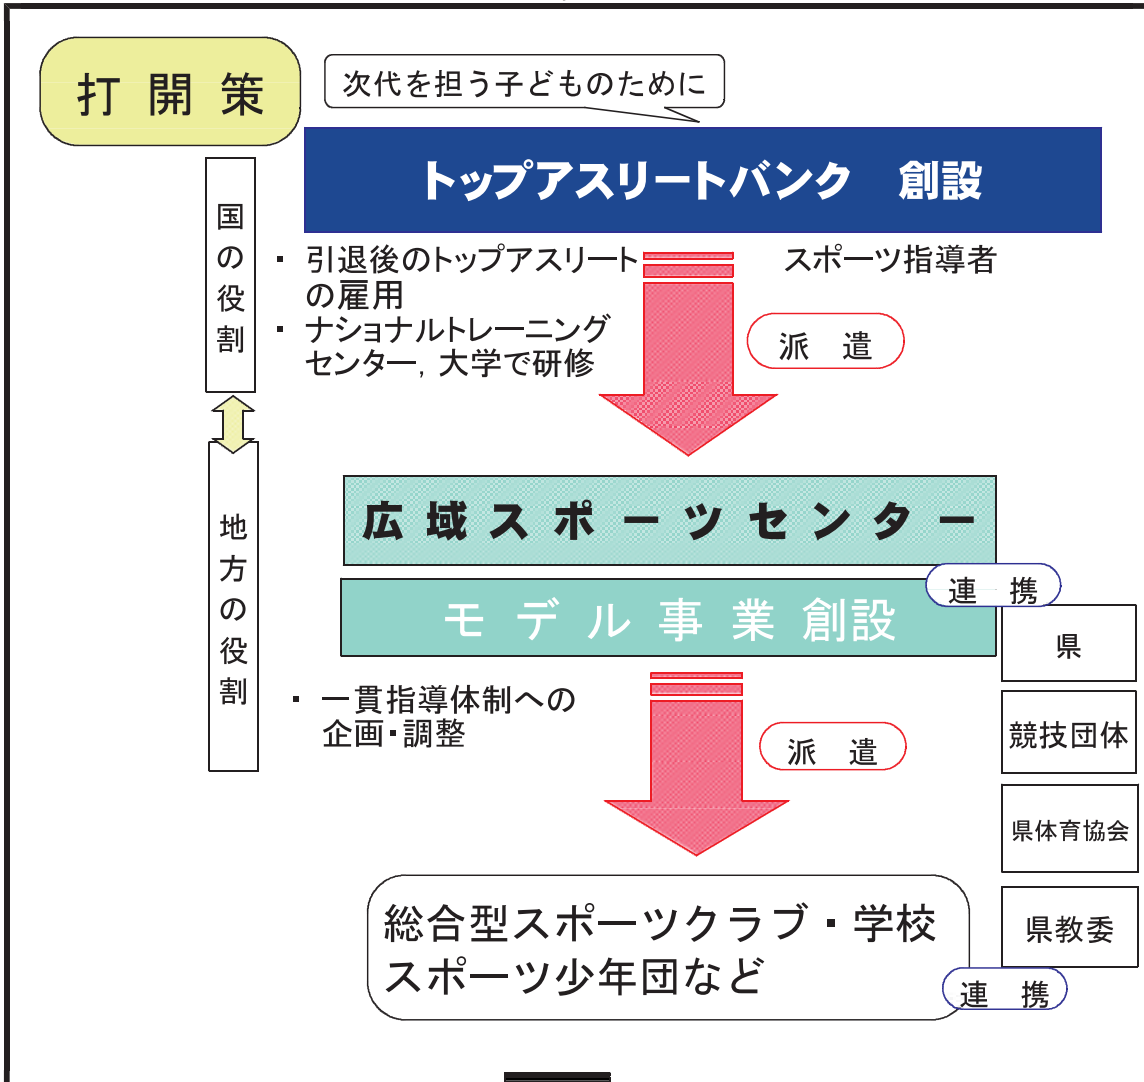 打 開 策
次代を担う子どものために
トップアスリートバンク　創設
国の役割
・ 引退後のトップアスリート
の雇用
・ ナショナルトレーニング
センター, 大学で研修
スポーツ指導者
派　遣
地方の役割
広 域 ス ポ ー ツ セ ン タ ー
モ デ ル 事 業 創設
連　携
県
競技団体
県体育協会
県教委
・ 一貫指導体制への
企画・調整
派　遣
総合型スポーツクラブ・学校
スポーツ少年団など
連　携